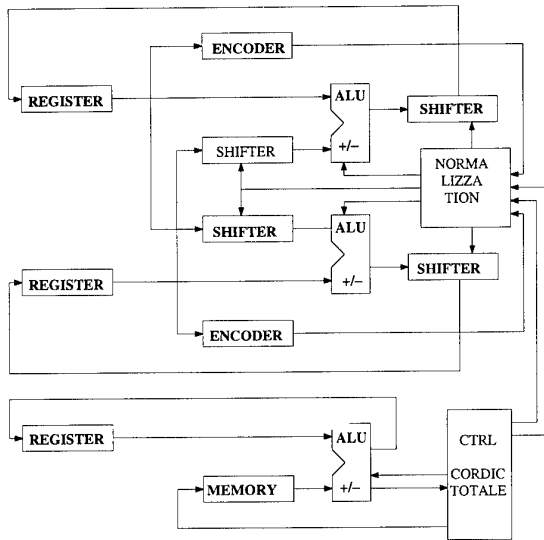 ENCODER
REGISTER
ALU
SHIFTER
SHIFTER
+/−
NORMA
LIZZA
TION
SHIFTER
ALU
SHIFTER
REGISTER
+/−
ENCODER
REGISTER
ALU
CTRL
CORDIC
TOTALE
MEMORY
+/−